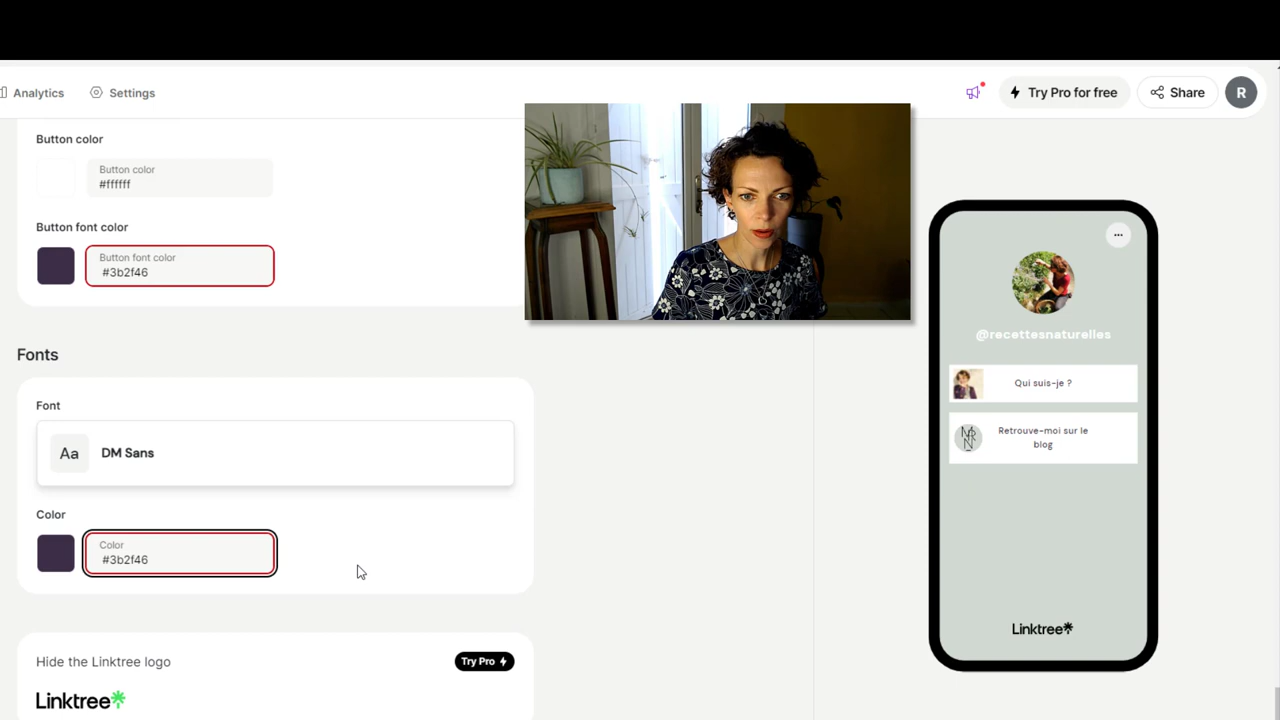 Analytics
Settings
Try Pro for free
Share
R
Button color
Button color
#ffffff
Button font color
Button font color
#3b2f46
Fonts
Font
Aa
DM Sans
Color
Color
#3b2f46
Hide the Linktree logo
Try Pro
Linktree
@recettesnaturelles
Qui suis-je ?
Retrouve-moi sur le
blog
Linktree